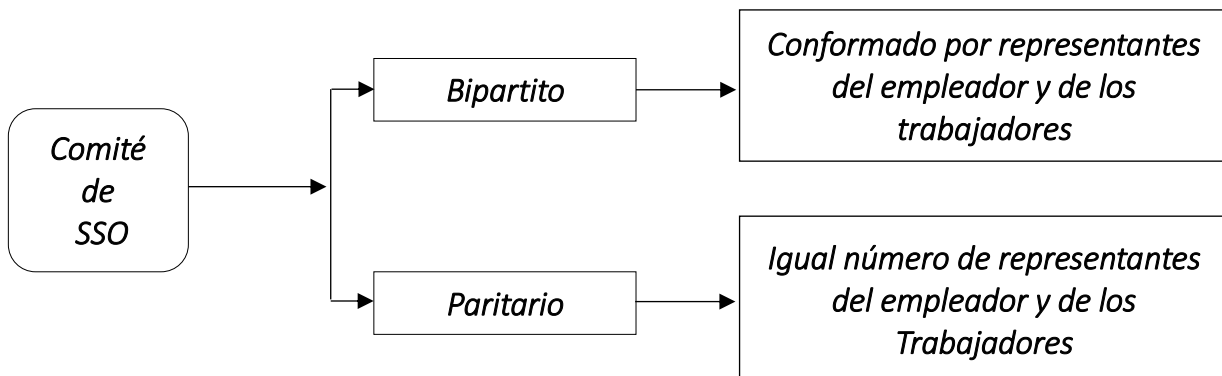 Comité
de
SSO
Bipartito
Conformado por representantes
del empleador y de los
trabajadores
Paritario
Igual número de representantes
del empleador y de los
Trabajadores